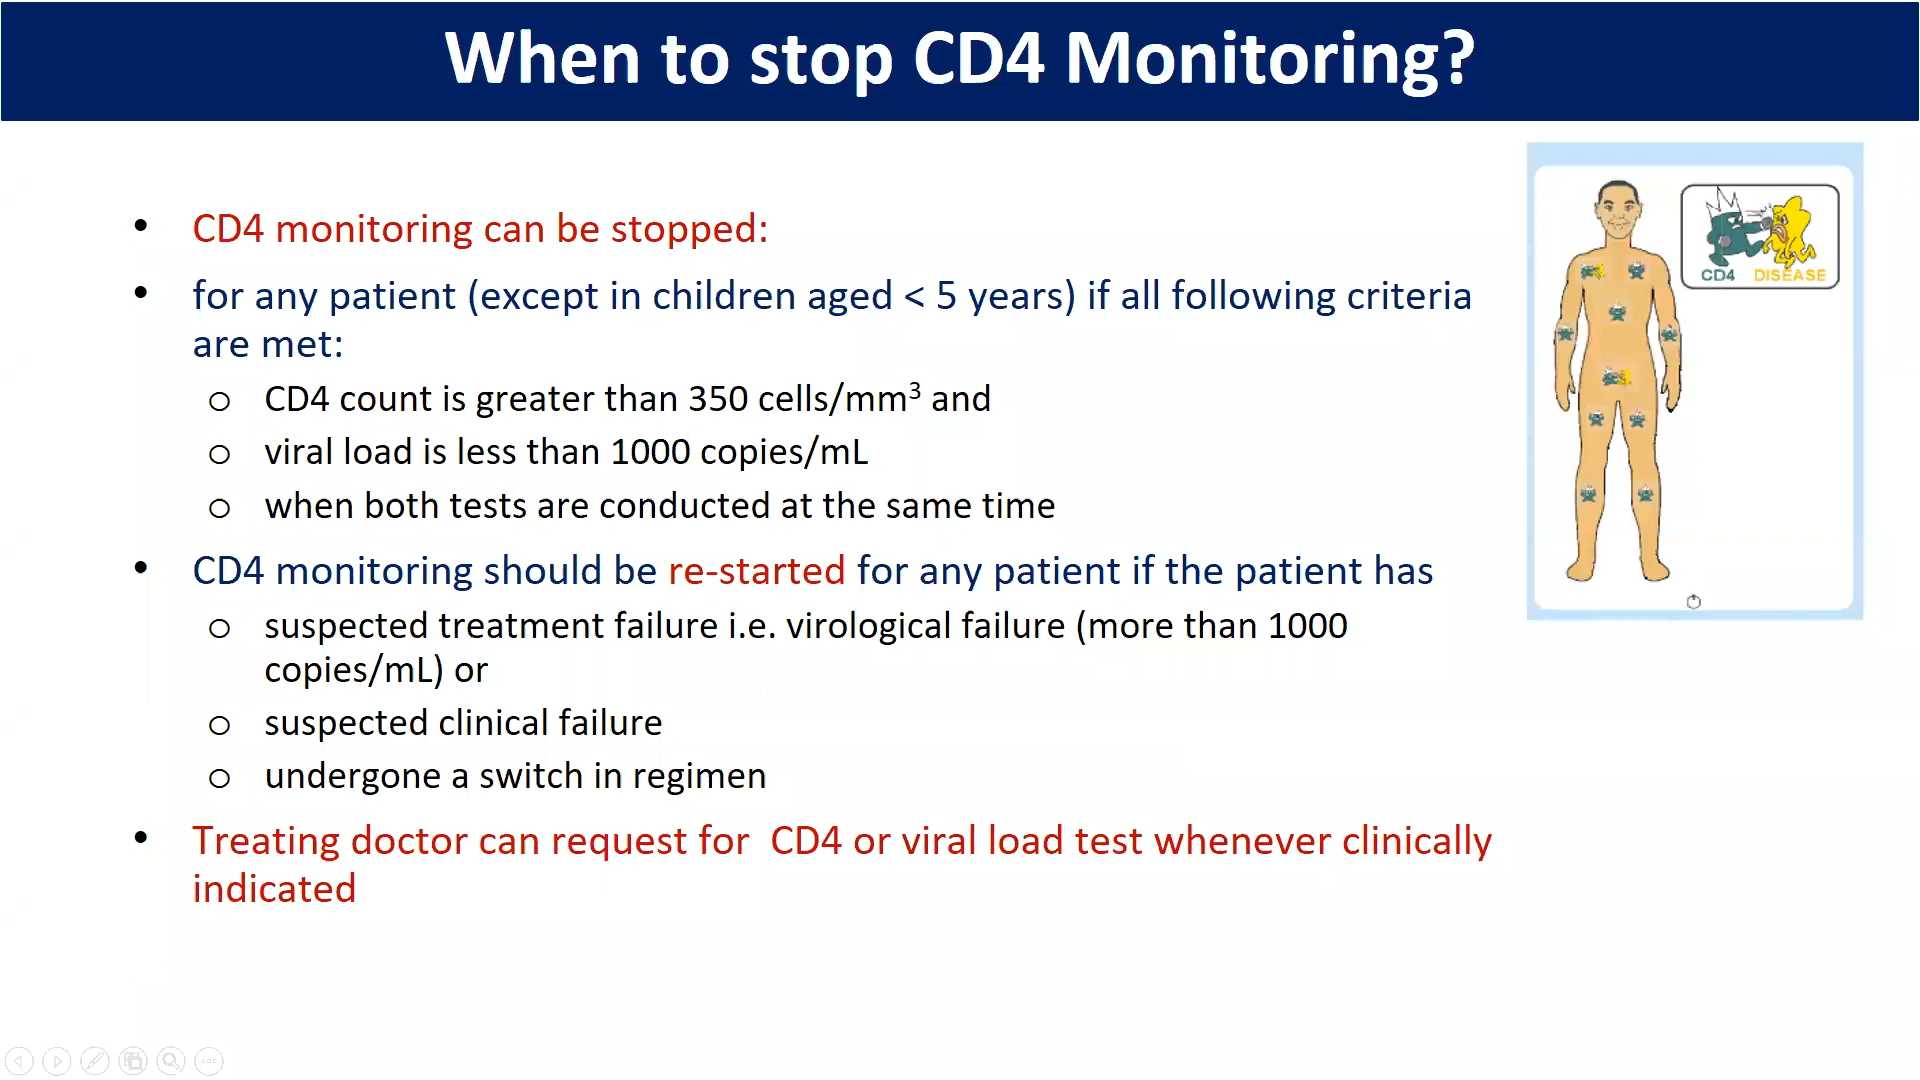 When to stop CD4 Monitoring?
• CD4 monitoring can be stopped:
• for any patient (except in children aged < 5 years) if all following criteria
are met:
o CD4 count is greater than 350 cells/mm³ and
o viral load is less than 1000 copies/mL
o when both tests are conducted at the same time
• CD4 monitoring should be re-started for any patient if the patient has
o suspected treatment failure i.e. virological failure (more than 1000
copies/mL) or
o suspected clinical failure
o undergone a switch in regimen
• Treating doctor can request for  CD4 or viral load test whenever clinically
indicated
CD4 DISEASE